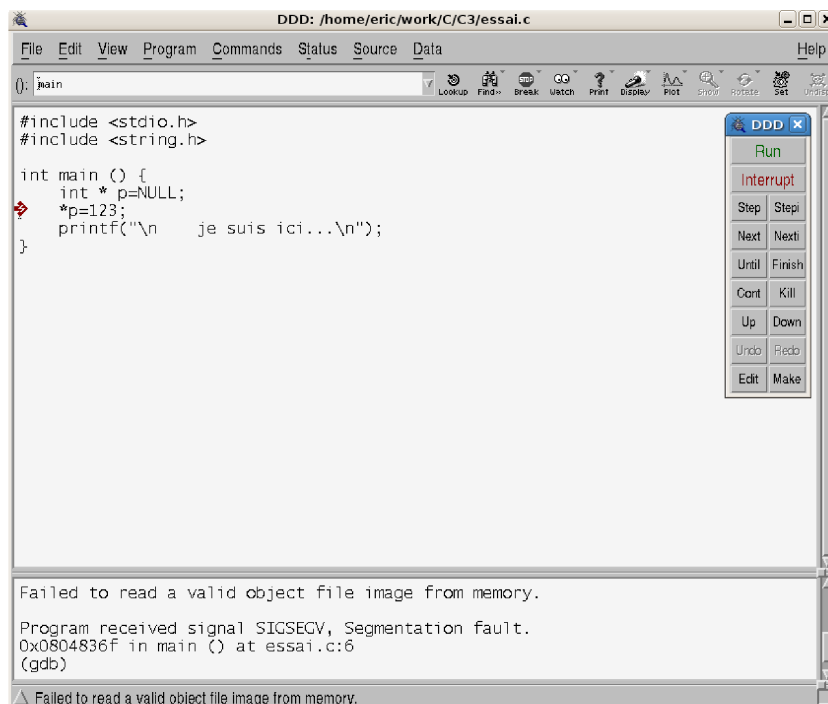 DDD: /home/eric/work/C/C3/essai.c
File Edit View Program Commands Status Source Data Help
(): main
Lookup Find» Break Watch Print Display Plot Show Rotate Set Undisp
#include <stdio.h>
#include <string.h>
int main () {
int * p=NULL;
*p=123;
printf("\n    je suis ici...\n");
}
DDD
Run
Interrupt
Step Stepi
Next Nexti
Until Finish
Cont Kill
Up Down
Undo Redo
Edit Make
Failed to read a valid object file image from memory.
Program received signal SIGSEGV, Segmentation fault.
0x0804836f in main () at essai.c:6
(gdb)
Failed to read a valid object file image from memory.